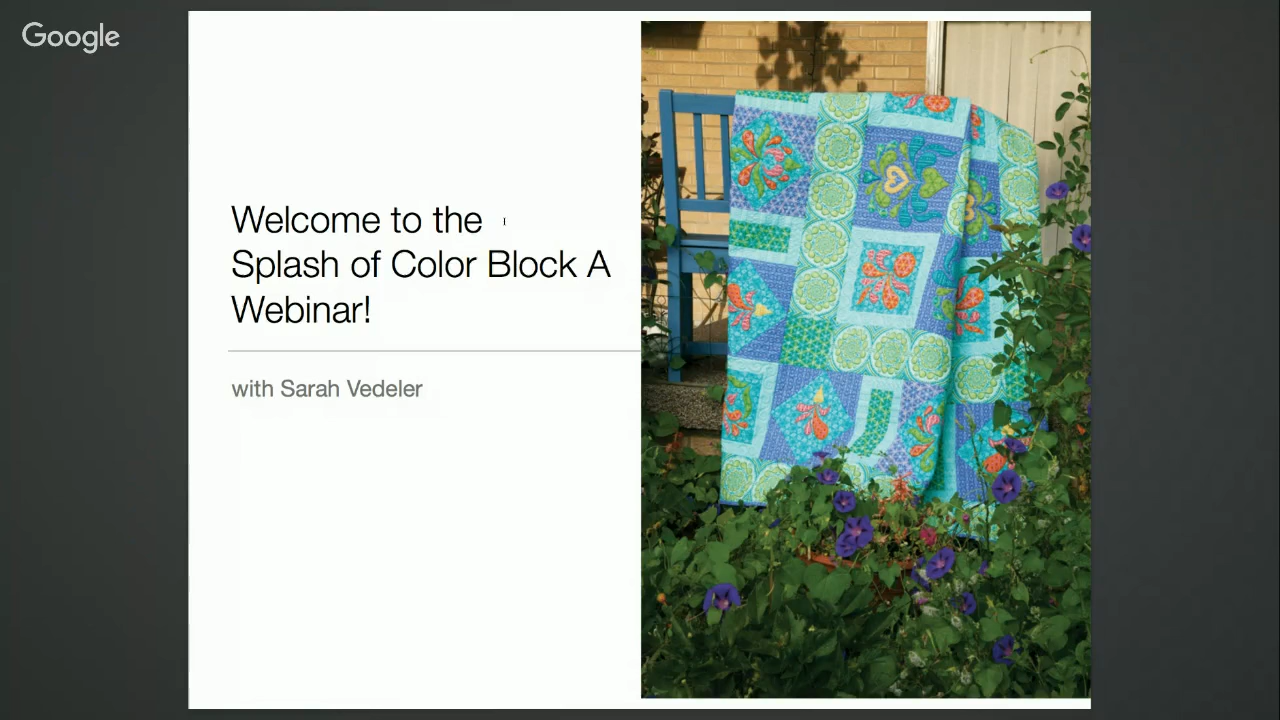 Google
Welcome to the
Splash of Color Block A
Webinar!
with Sarah Vedeler